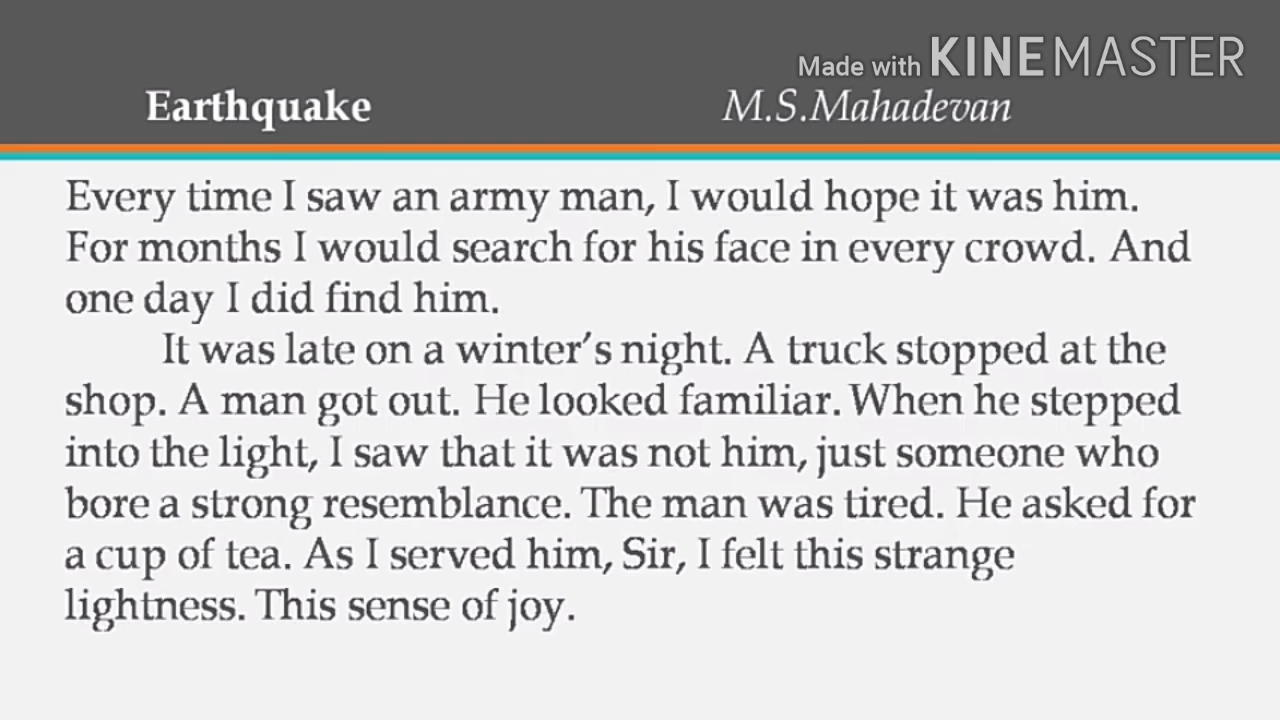 Made with KINEMASTER
Earthquake M.S.Mahadevan
Every time I saw an army man, I would hope it was him.
For months I would search for his face in every crowd. And
one day I did find him.
It was late on a winter's night. A truck stopped at the
shop. A man got out. He looked familiar. When he stepped
into the light, I saw that it was not him, just someone who
bore a strong resemblance. The man was tired. He asked for
a cup of tea. As I served him, Sir, I felt this strange
lightness. This sense of joy.